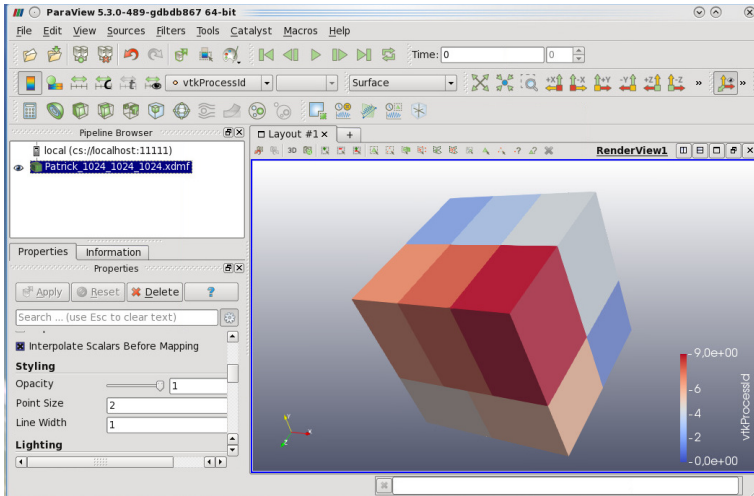 ParaView 5.3.0-489-gdbdb867 64-bit
File Edit View Sources Filters Tools Catalyst Macros Help
Time: 0 0
vtkProcessId Surface +X -X +Y -Y +Z -Z » »
Pipeline Browser
Layout #1 × +
3D RenderView1
local (cs://localhost:11111)
Patrick_1024_1024_1024.xdmf
Properties Information
Properties
Apply Reset Delete ?
Search ... (use Esc to clear text)
Interpolate Scalars Before Mapping
Styling
Opacity 1
Point Size 2
Line Width 1
Lighting
9,0e+00
6
4
2
0,0e+00
vtkProcessId
Y
X
Z